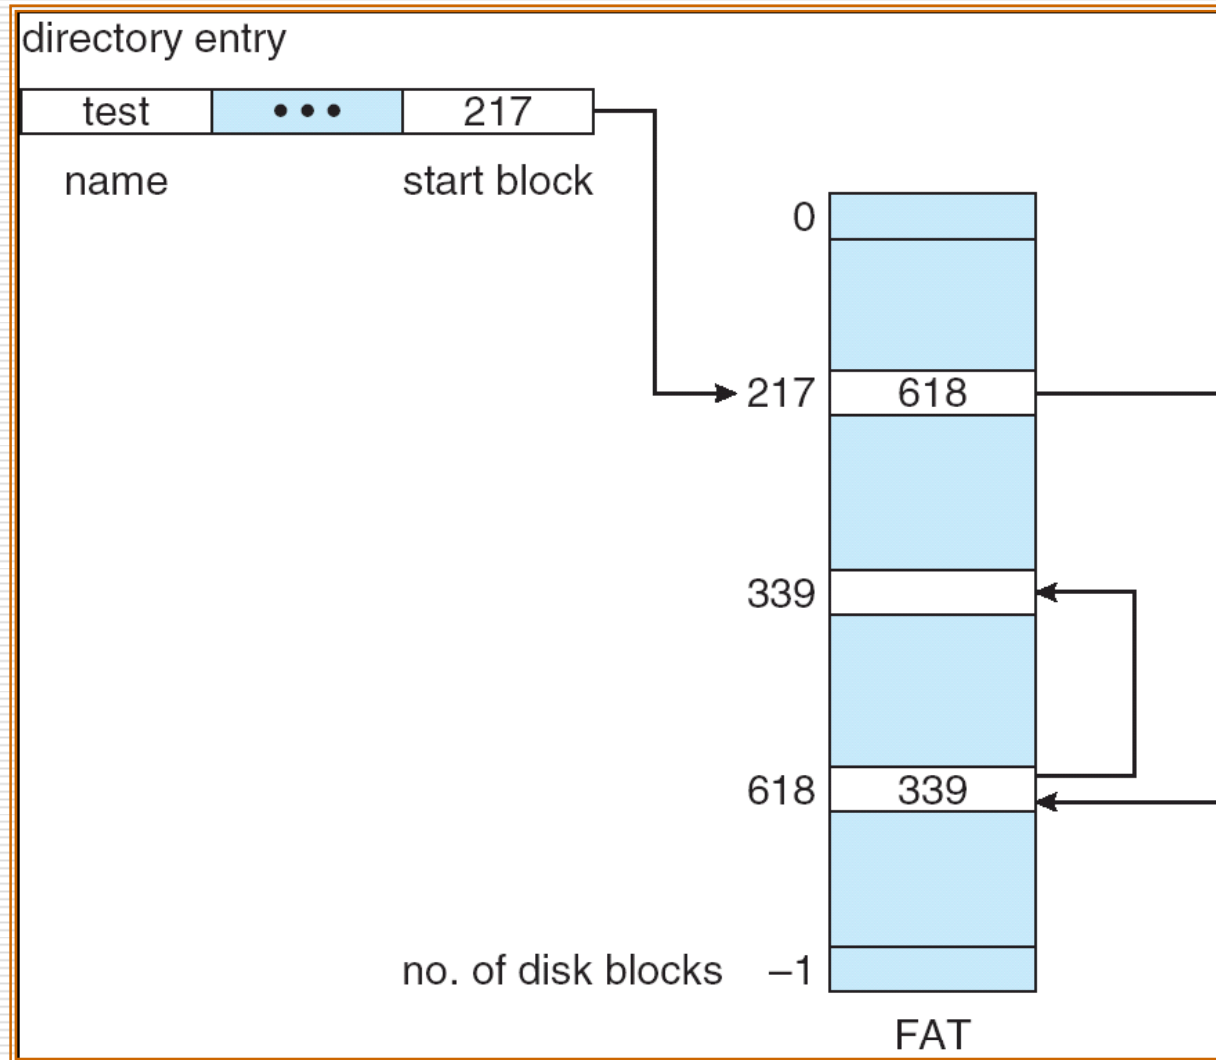 directory entry
test ••• 217
name start block
0
217 618
339
618 339
no. of disk blocks –1
FAT